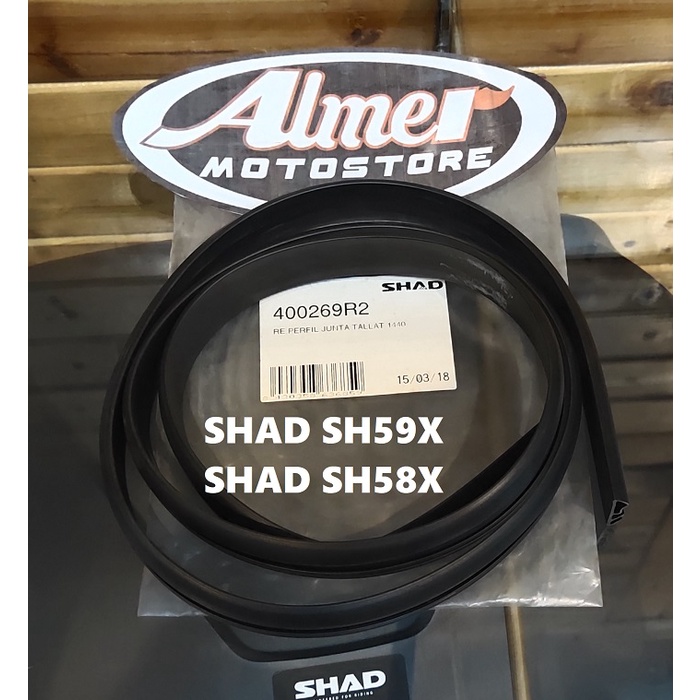 Almer
MOTOSTORE
SHAD
400269R2
RE PERFIL JUNTA TALLAT 1440
15/03/18
SHAD SH59X
SHAD SH58X
SHAD